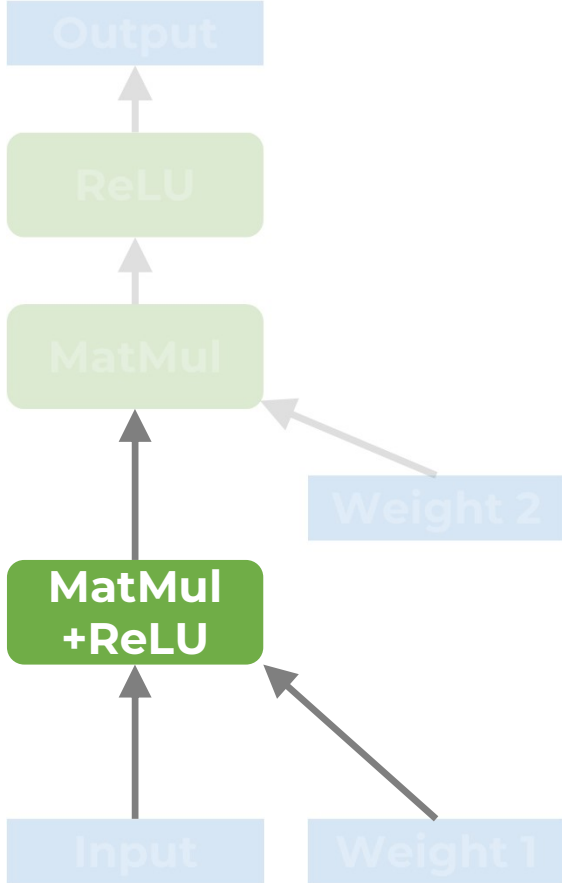 Output
ReLU
MatMul
Weight 2
MatMul
+ReLU
Input
Weight 1